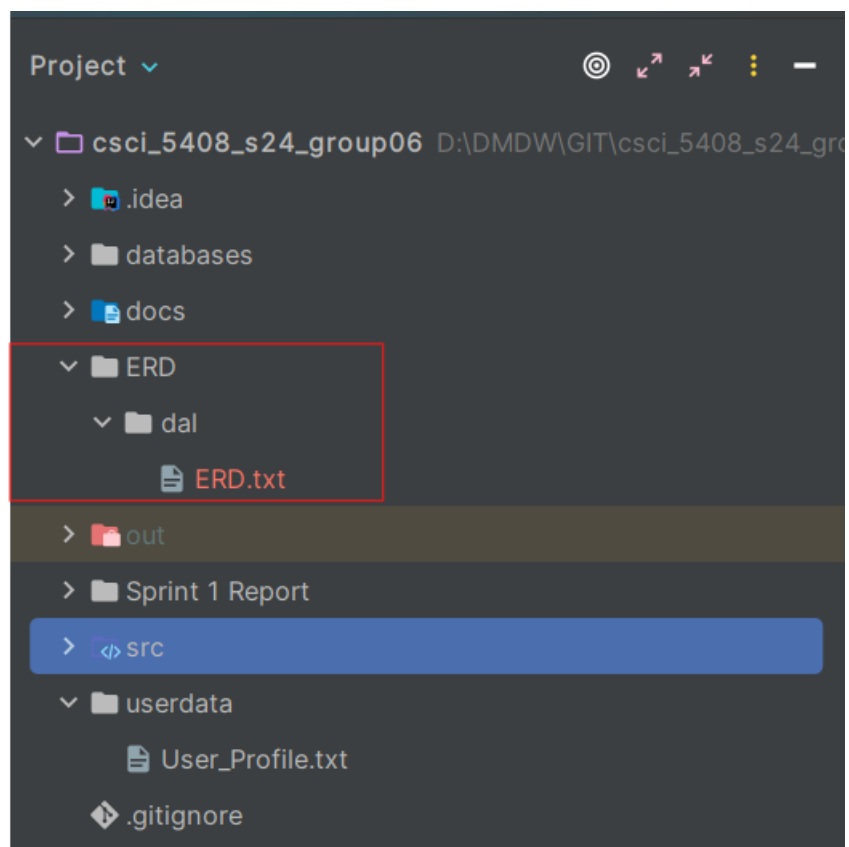 Project
csci_5408_s24_group06 D:\DMDW\GIT\csci_5408_s24_gro
.idea
databases
docs
ERD
dal
ERD.txt
out
Sprint 1 Report
src
userdata
User_Profile.txt
.gitignore